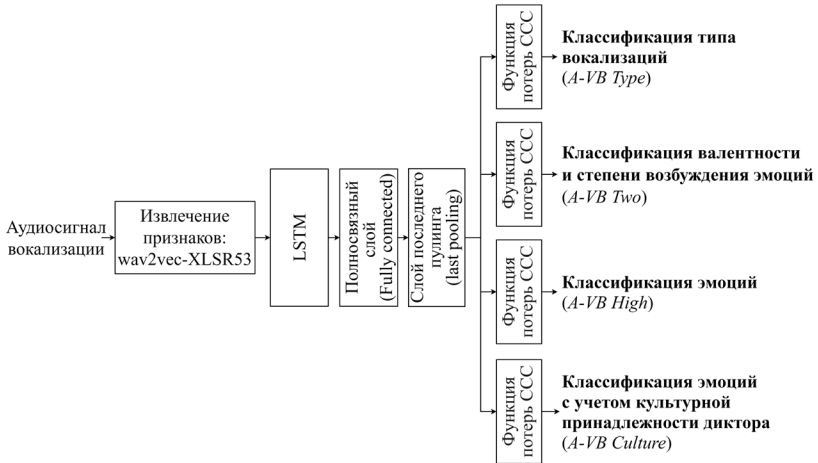 Аудиосигнал
вокализации
Извлечение
признаков:
wav2vec-XLSR53
LSTM
Полносвязный
слой
(Fully connected)
Слой последнего
пулинга
(last pooling)
Функция
потерь CCC
Классификация типа
вокализаций
(A-VB Type)
Функция
потерь CCC
Классификация валентности
и степени возбуждения эмоций
(A-VB Two)
Функция
потерь CCC
Классификация эмоций
(A-VB High)
Функция
потерь CCC
Классификация эмоций
с учетом культурной
принадлежности диктора
(A-VB Culture)